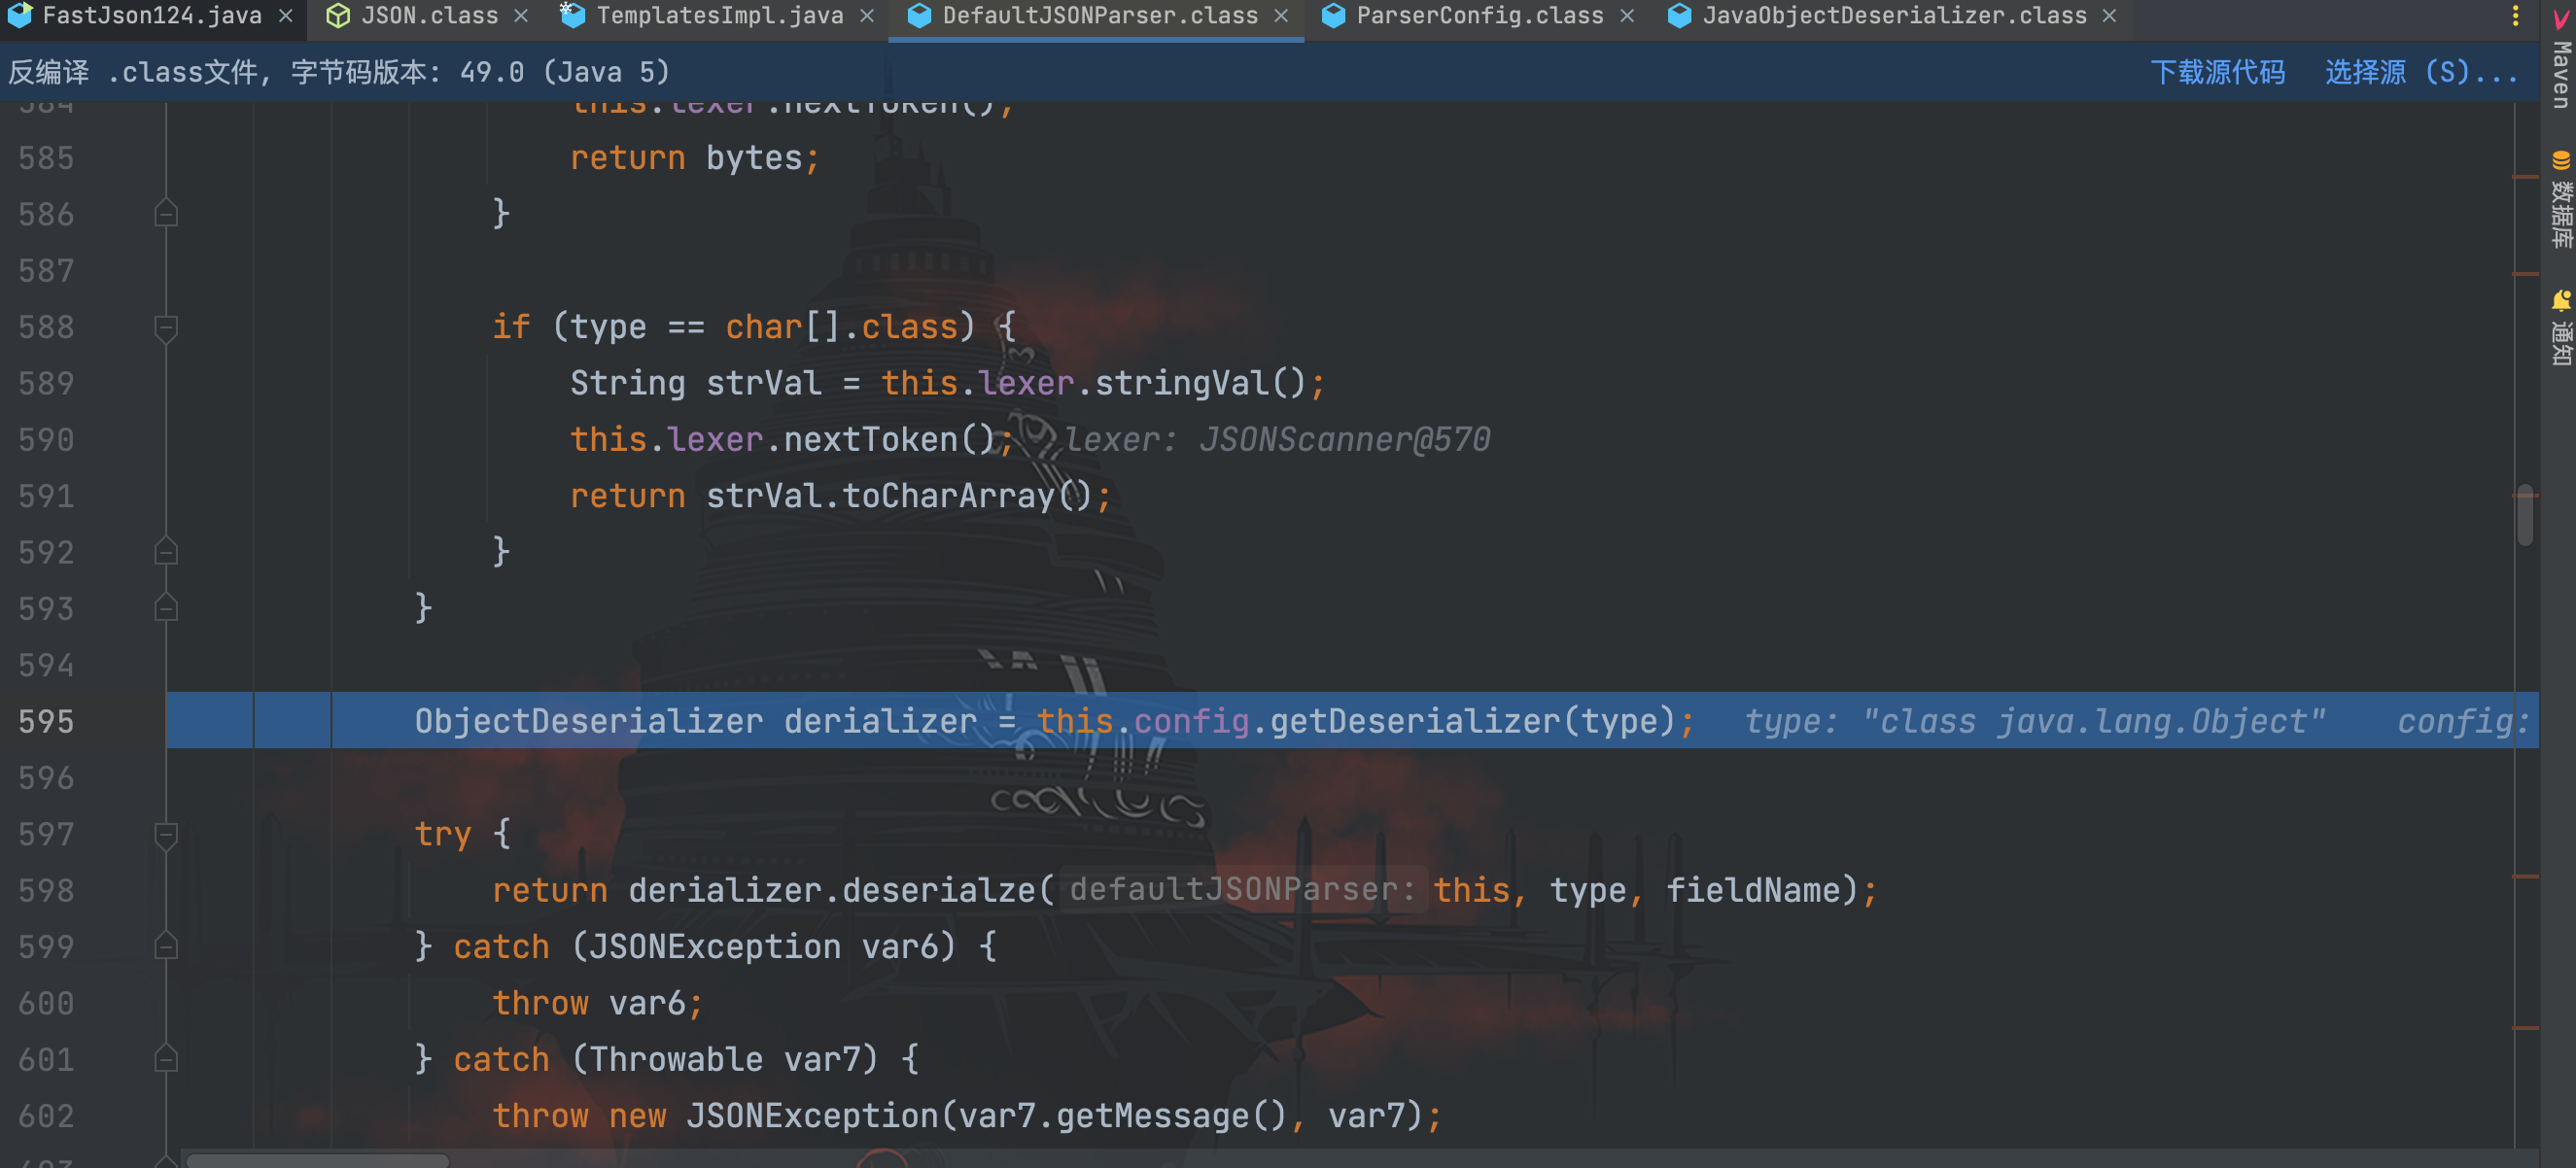 FastJson124.java JSON.class TemplatesImpl.java DefaultJSONParser.class ParserConfig.class JavaObjectDeserializer.class
反编译 .class文件, 字节码版本: 49.0 (Java 5) 下载源代码 选择源 (S)...
584 this.lexer.nextToken();
585 return bytes;
586 }
587
588 if (type == char[].class) {
589 String strVal = this.lexer.stringVal();
590 this.lexer.nextToken(); lexer: JSONScanner@570
591 return strVal.toCharArray();
592 }
593 }
594
595 ObjectDeserializer derializer = this.config.getDeserializer(type); type: "class java.lang.Object" config:
596
597 try {
598 return derializer.deserialze( defaultJSONParser: this, type, fieldName);
599 } catch (JSONException var6) {
600 throw var6;
601 } catch (Throwable var7) {
602 throw new JSONException(var7.getMessage(), var7);
603
Maven
数据库
通知